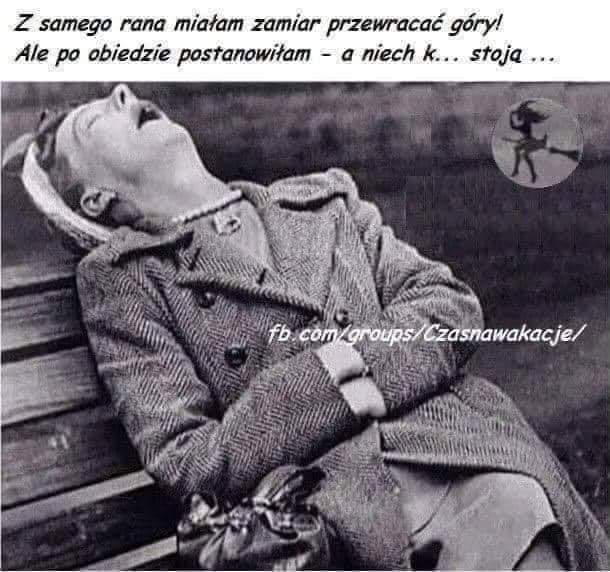 Z samego rana miałam zamiar przewracać góry!
Ale po obiedzie postanowiłam - a niech k... stoją ...
fb.com/groups/Czasnawakacje/